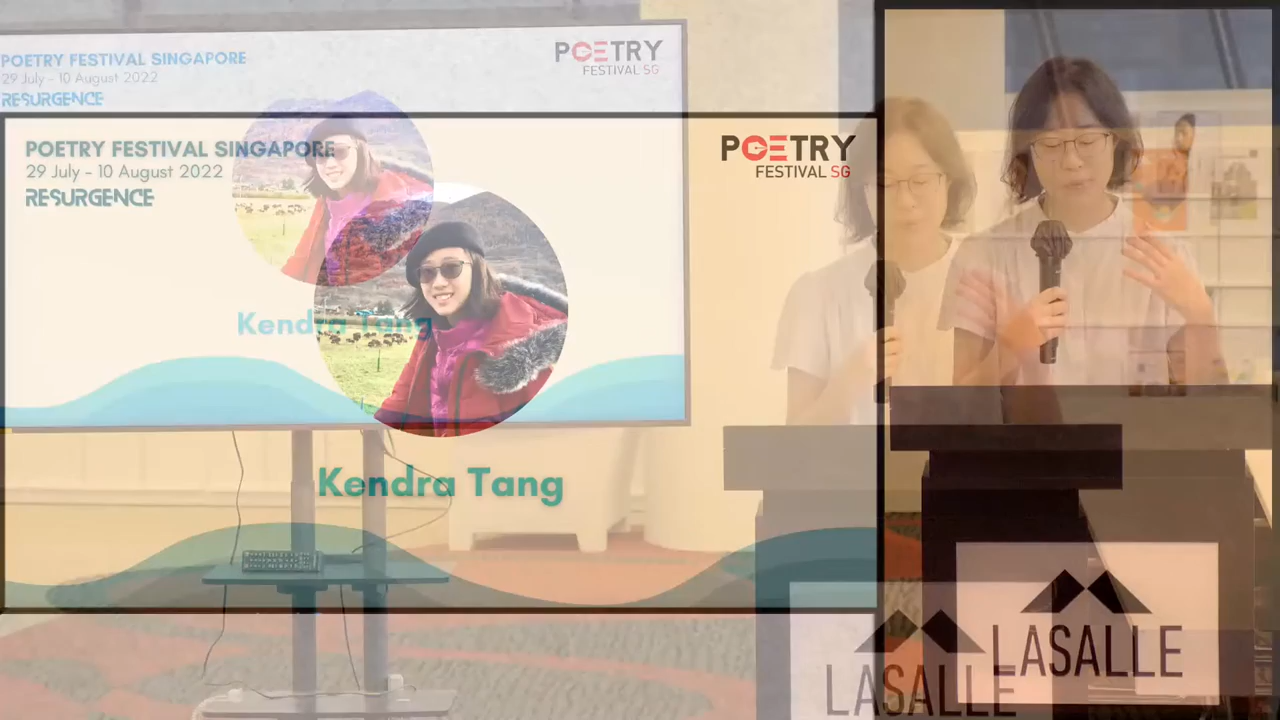 POETRY FESTIVAL SINGAPORE
29 July - 10 August 2022
RESURGENCE
POETRY
FESTIVAL SG
POETRY FESTIVAL SINGAPORE
29 July - 10 August 2022
RESURGENCE
POETRY
FESTIVAL SG
Kendra Tang
Kendra Tang
LASALLE
LASALLE